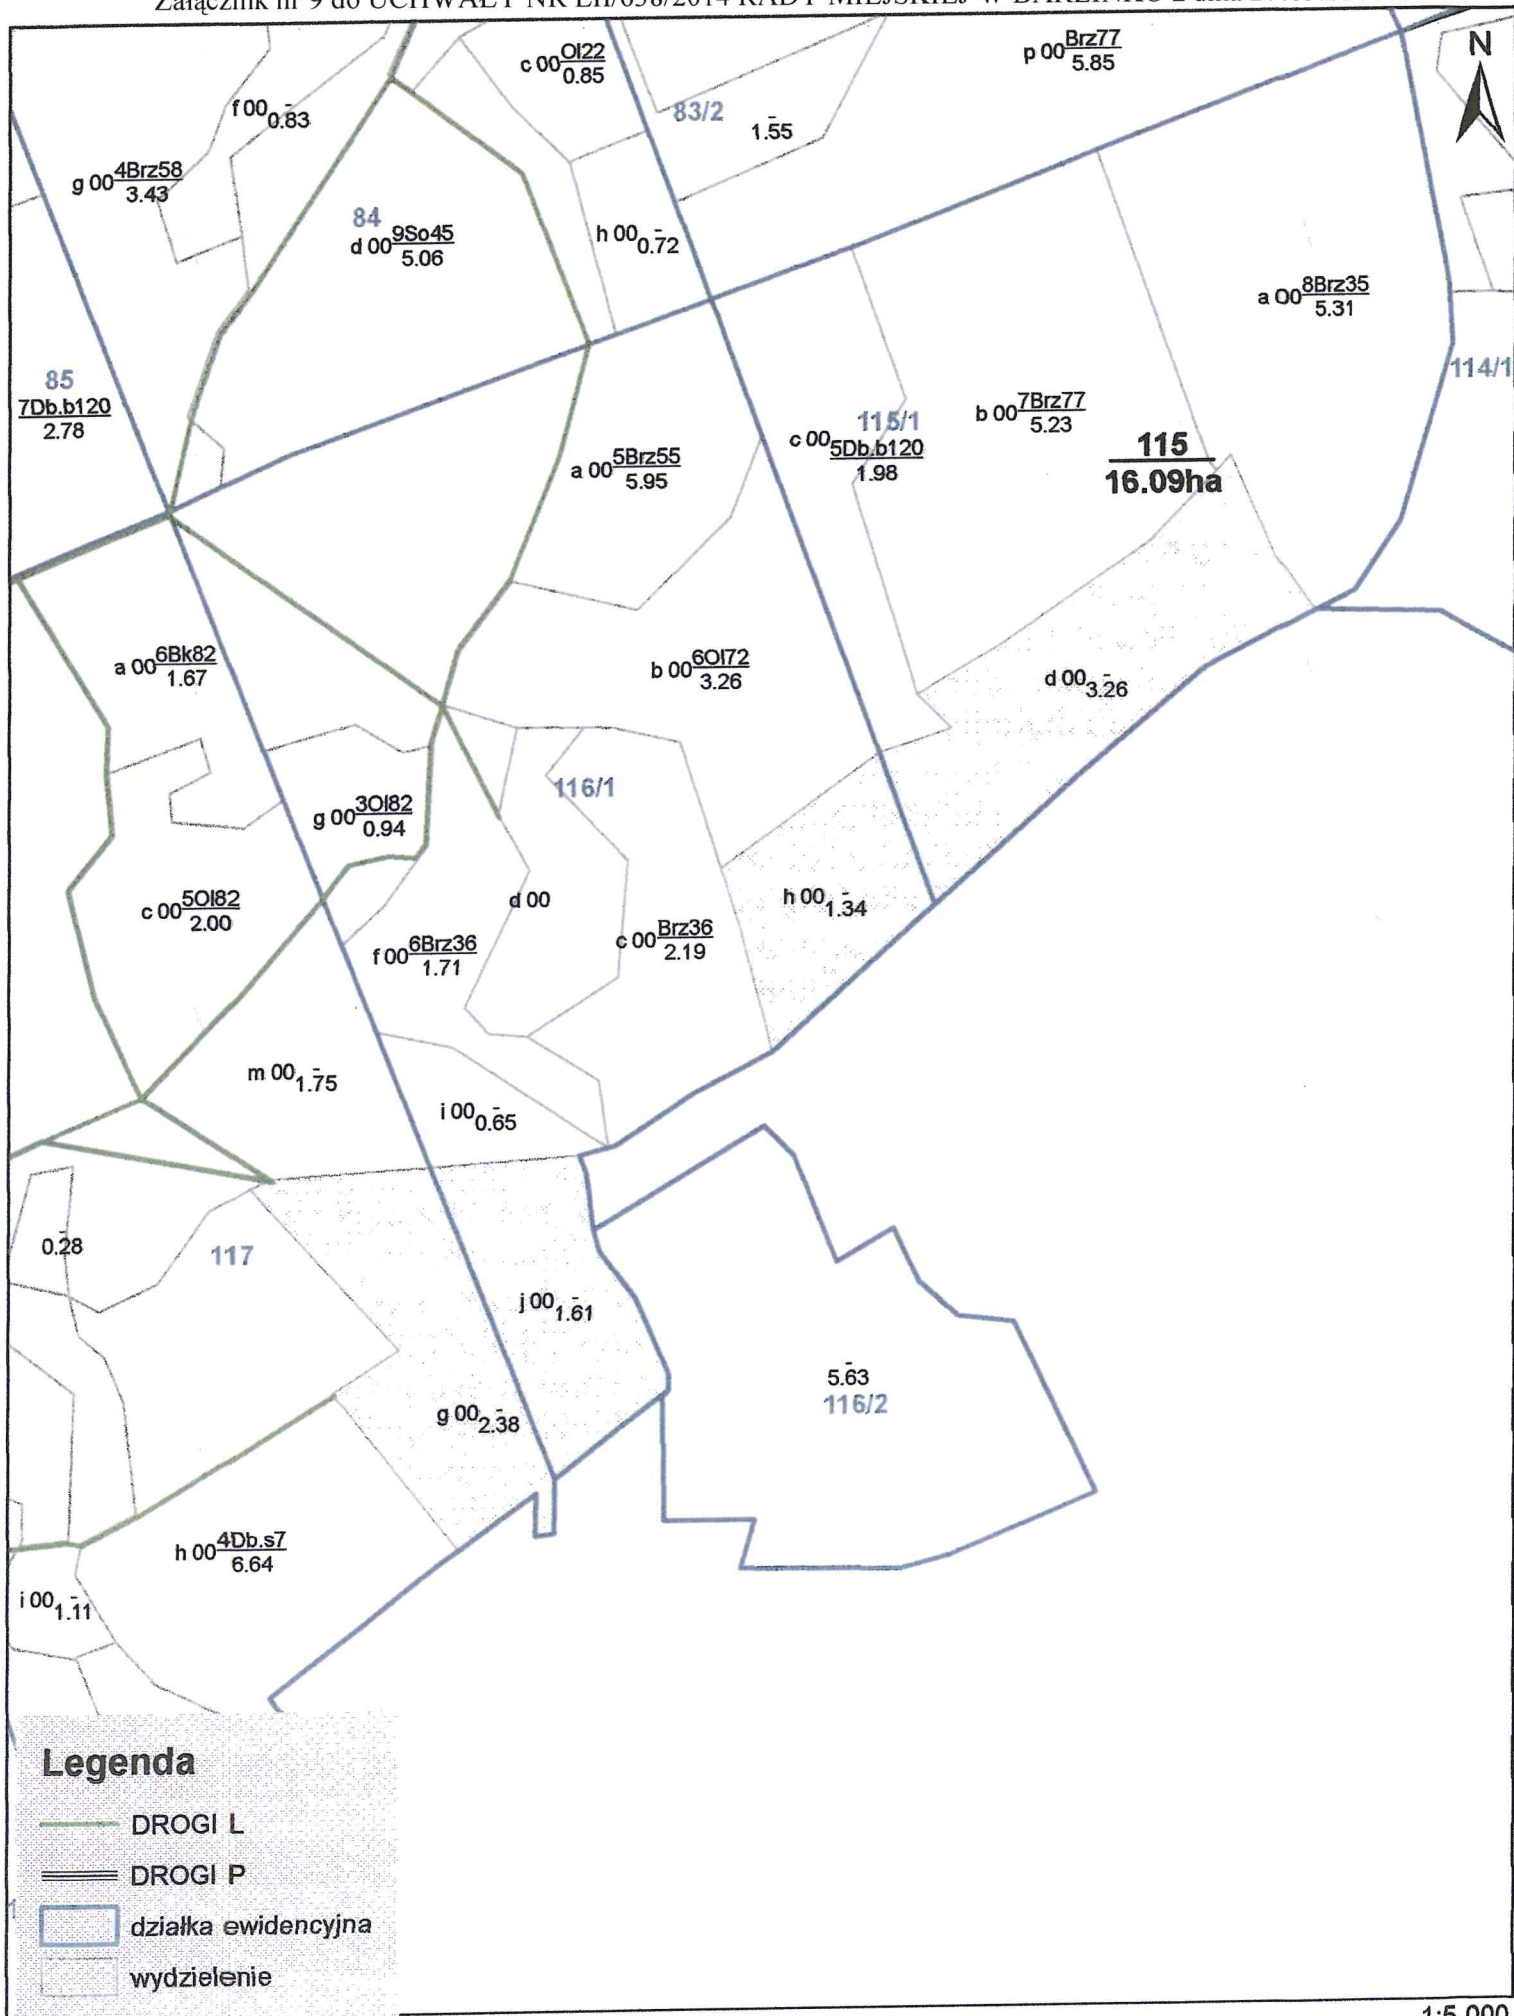 Załącznik nr 9 do UCHWAŁY NR LII/638/2014 RADY MIEJSKIEJ W BARLINKU z dnia
N
c 00 Ol22
0.85
p 00 Brz77
5.85
f 00 -
0.83
83/2
-
1.55
g 00 4Brz58
3.43
84
d 00 9So45
5.06
h 00 -
0.72
a 00 8Brz35
5.31
85
7Db.b120
2.78
114/1
b 00 7Brz77
5.23
115/1
c 00 5Db.b120
1.98
115
16.09ha
a 00 5Brz55
5.95
a 00 6Bk82
1.67
b 00 6Ol72
3.26
d 00 -
3.26
116/1
g 00 3Ol82
0.94
c 00 5Ol82
2.00
d 00
h 00 -
1.34
f 00 6Brz36
1.71
c 00 Brz36
2.19
m 00 -
1.75
i 00 -
0.65
-
0.28
117
j 00 -
1.61
-
5.63
116/2
g 00 -
2.38
h 00 4Db.s7
6.64
i 00 -
1.11
Legenda
DROGI L
DROGI P
działka ewidencyjna
wydzielenie
1:5 000